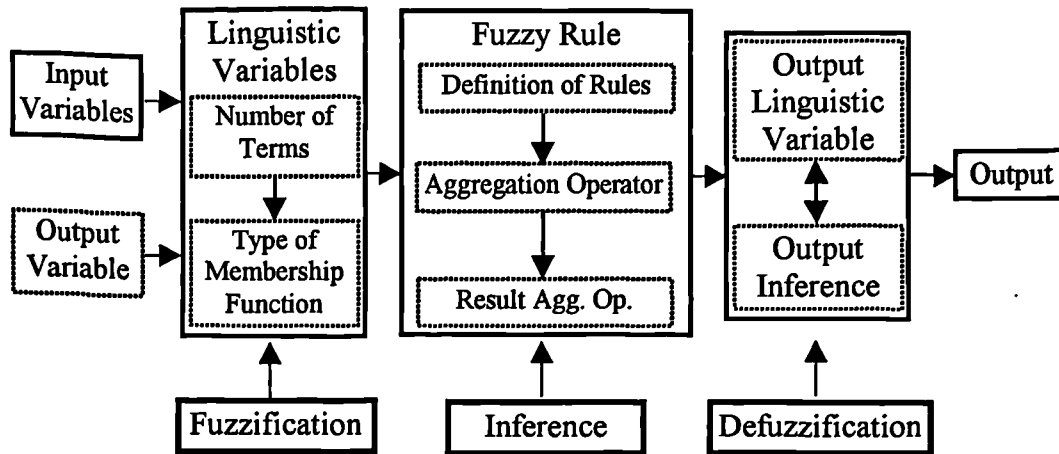 Input
Variables
Output
Variable
Linguistic
Variables
Number of
Terms
Type of
Membership
Function
Fuzzy Rule
Definition of Rules
Aggregation Operator
Result Agg. Op.
Output
Linguistic
Variable
Output
Inference
Output
Fuzzification
Inference
Defuzzification